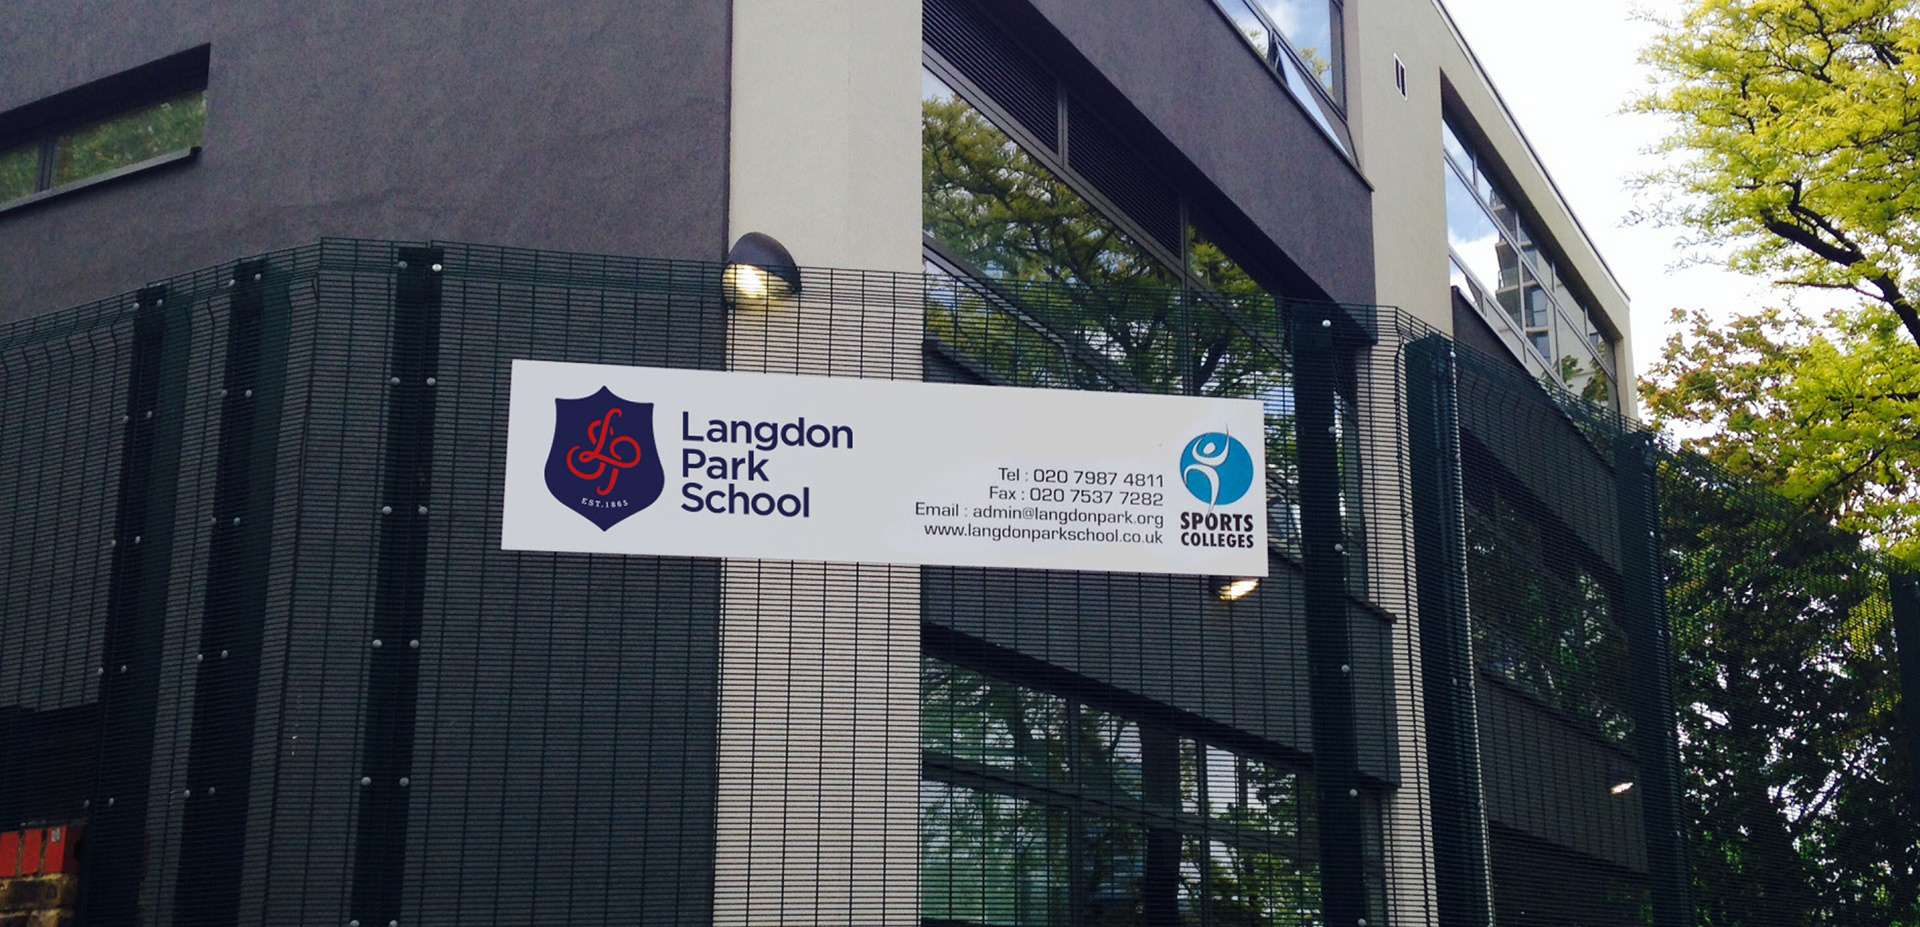 EST.1865
Langdon
Park
School
Tel : 020 7987 4811
Fax : 020 7537 7282
Email : admin@langdonpark.org
www.langdonparkschool.co.uk
SPORTS
COLLEGES